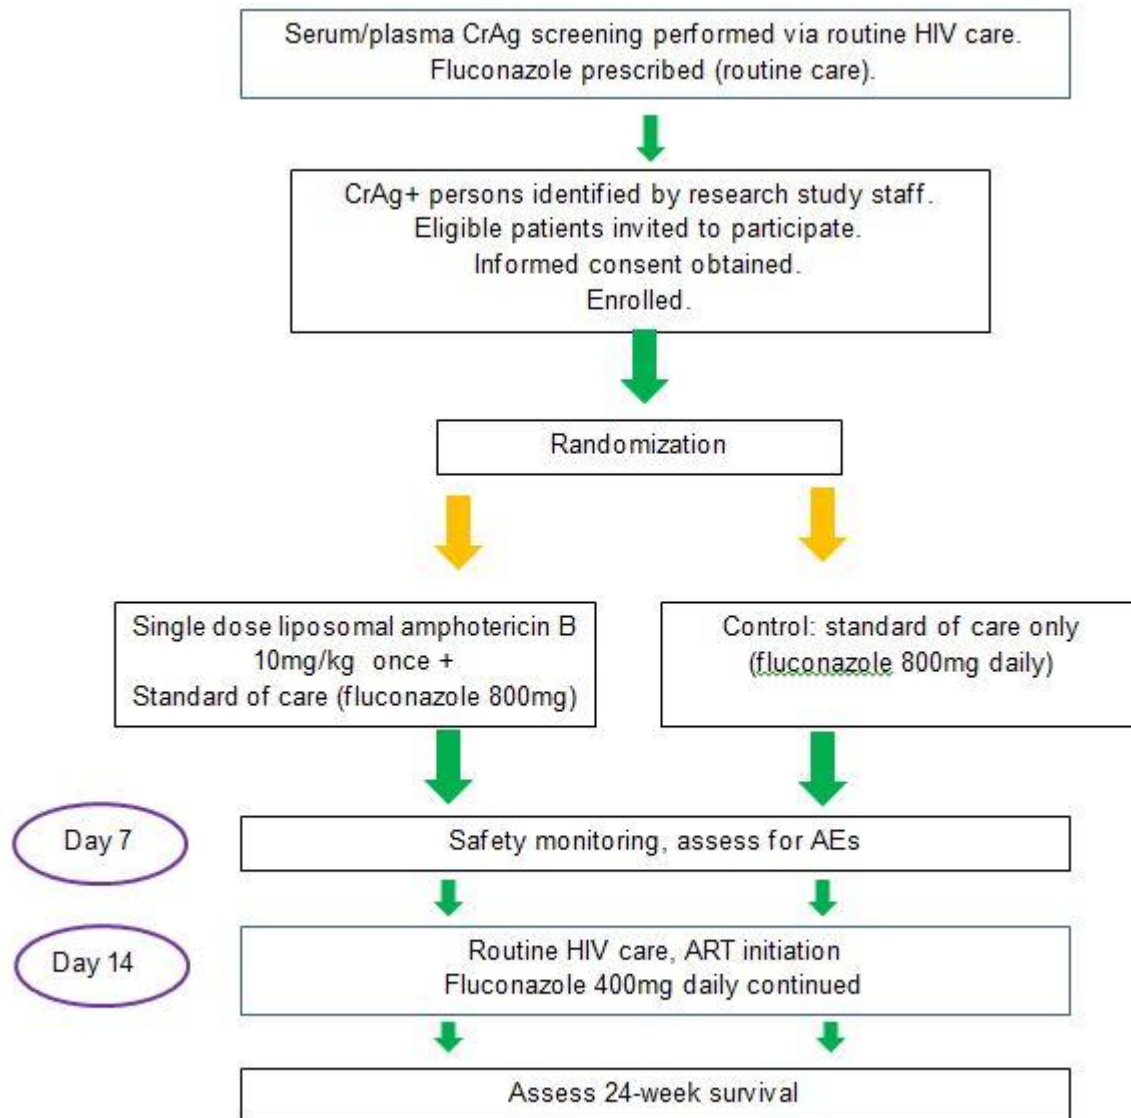 Serum/plasma CrAg screening performed via routine HIV care.
Fluconazole prescribed (routine care).
CrAg+ persons identified by research study staff.
Eligible patients invited to participate.
Informed consent obtained.
Enrolled.
Randomization
Single dose liposomal amphotericin B
10mg/kg once +
Standard of care (fluconazole 800mg)
Control: standard of care only
(fluconazole 800mg daily)
Day 7
Safety monitoring, assess for AEs
Day 14
Routine HIV care, ART initiation
Fluconazole 400mg daily continued
Assess 24-week survival